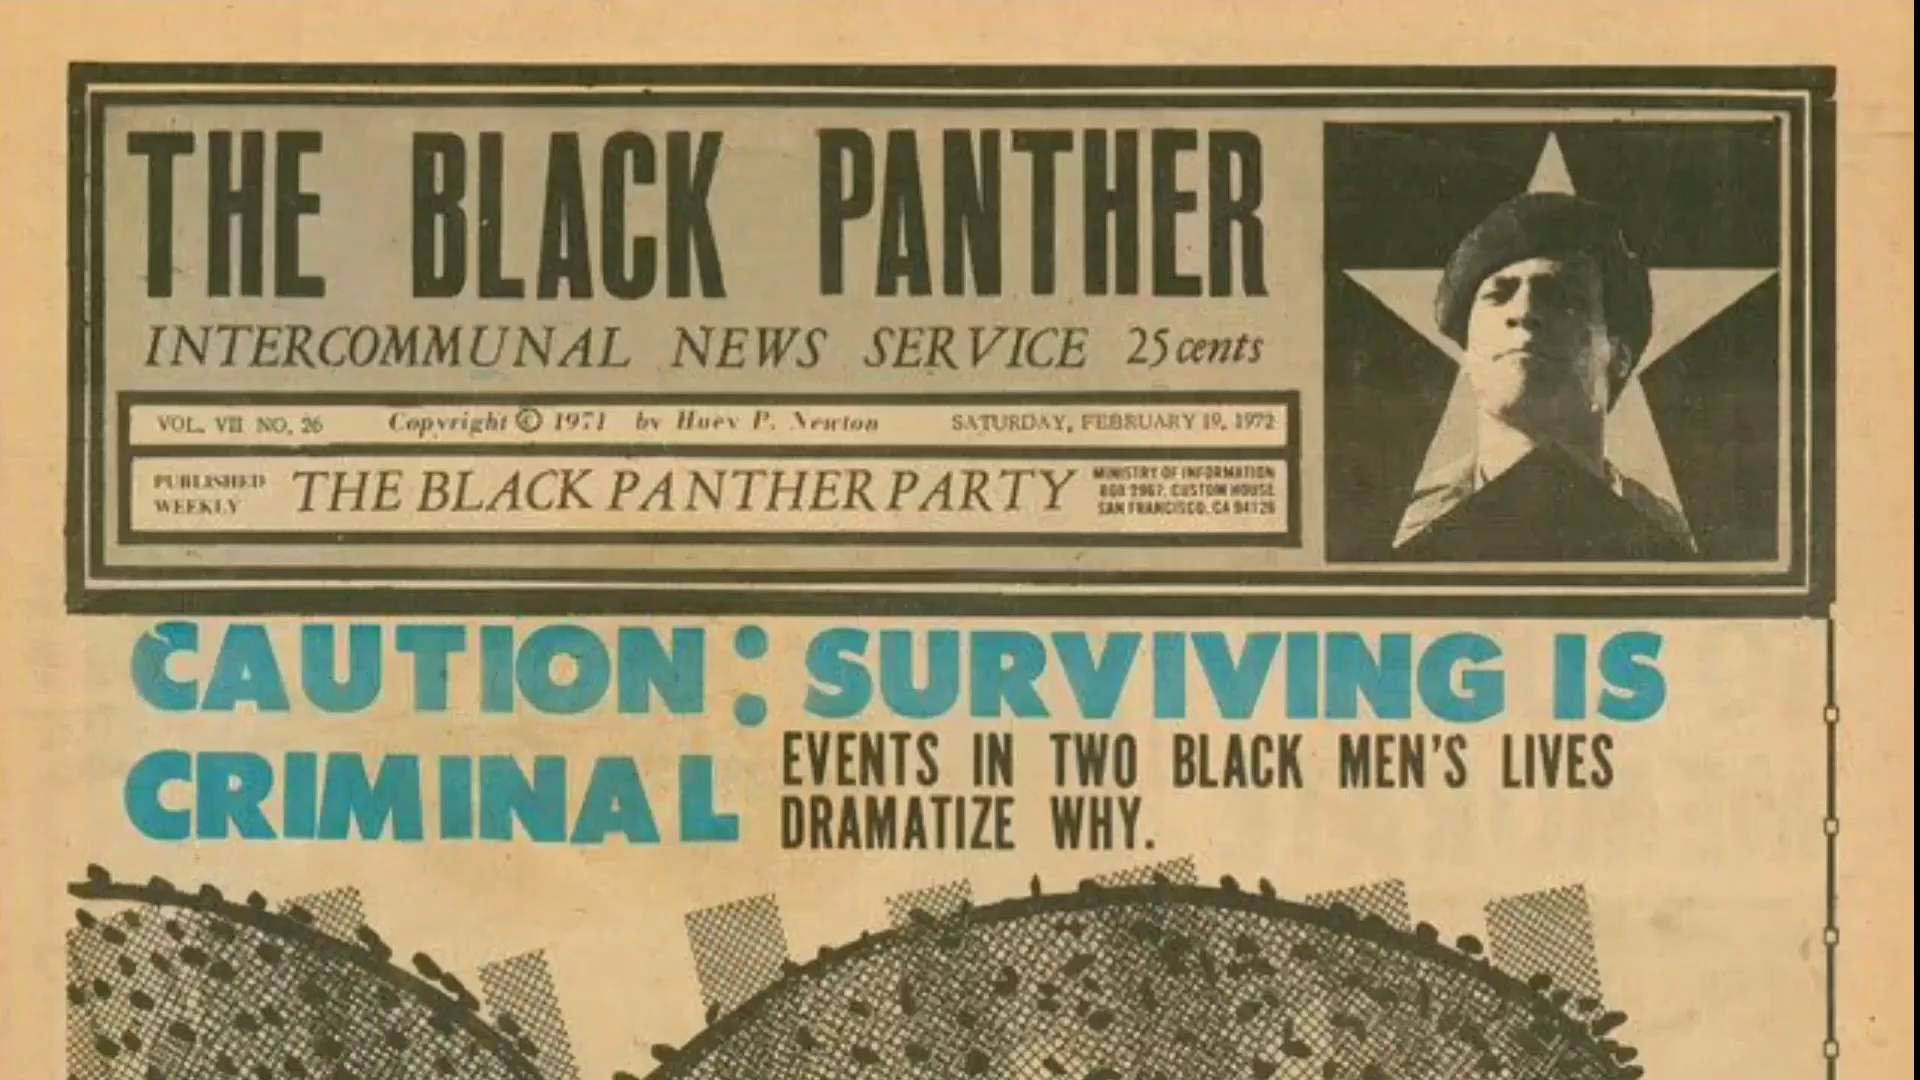 THE BLACK PANTHER
INTERCOMMUNAL NEWS SERVICE 25 cents
VOL. VII NO. 26 Copyright © 1971 by Huey P. Newton SATURDAY, FEBRUARY 19, 1972
PUBLISHED
WEEKLY
THE BLACK PANTHER PARTY
MINISTRY OF INFORMATION
BOX 2967, CUSTOM HOUSE
SAN FRANCISCO, CA 94126
CAUTION: SURVIVING IS
CRIMINAL
EVENTS IN TWO BLACK MEN'S LIVES
DRAMATIZE WHY.